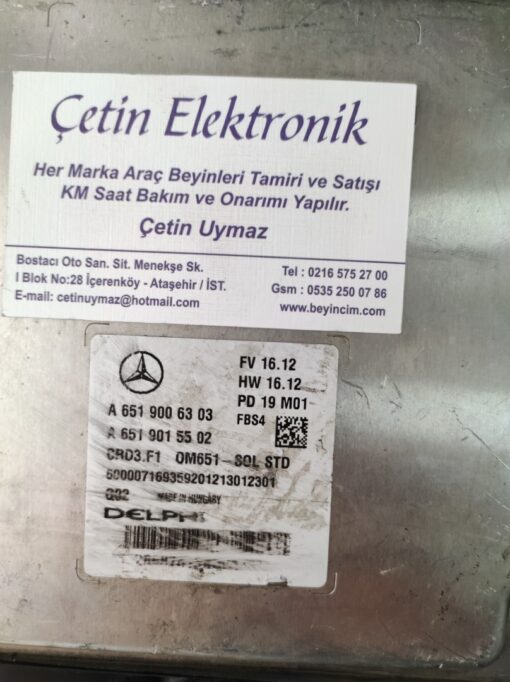 Çetin Elektronik
Her Marka Araç Beyinleri Tamiri ve Satışı
KM Saat Bakım ve Onarımı Yapılır.
Çetin Uymaz
Bostacı Oto San. Sit. Menekşe Sk.
I Blok No:28 İçerenköy - Ataşehir / İST.
E-mail: cetinuymaz@hotmail.com
Tel : 0216 575 27 00
Gsm : 0535 250 07 86
www.beyincim.com
FV 16.12
HW 16.12
PD 19 M01
FBS4
A 651 900 63 03
A 651 901 55 02
CRD3.F1 OM651-SOL STD
MADE IN HUNGARY
DELPHI